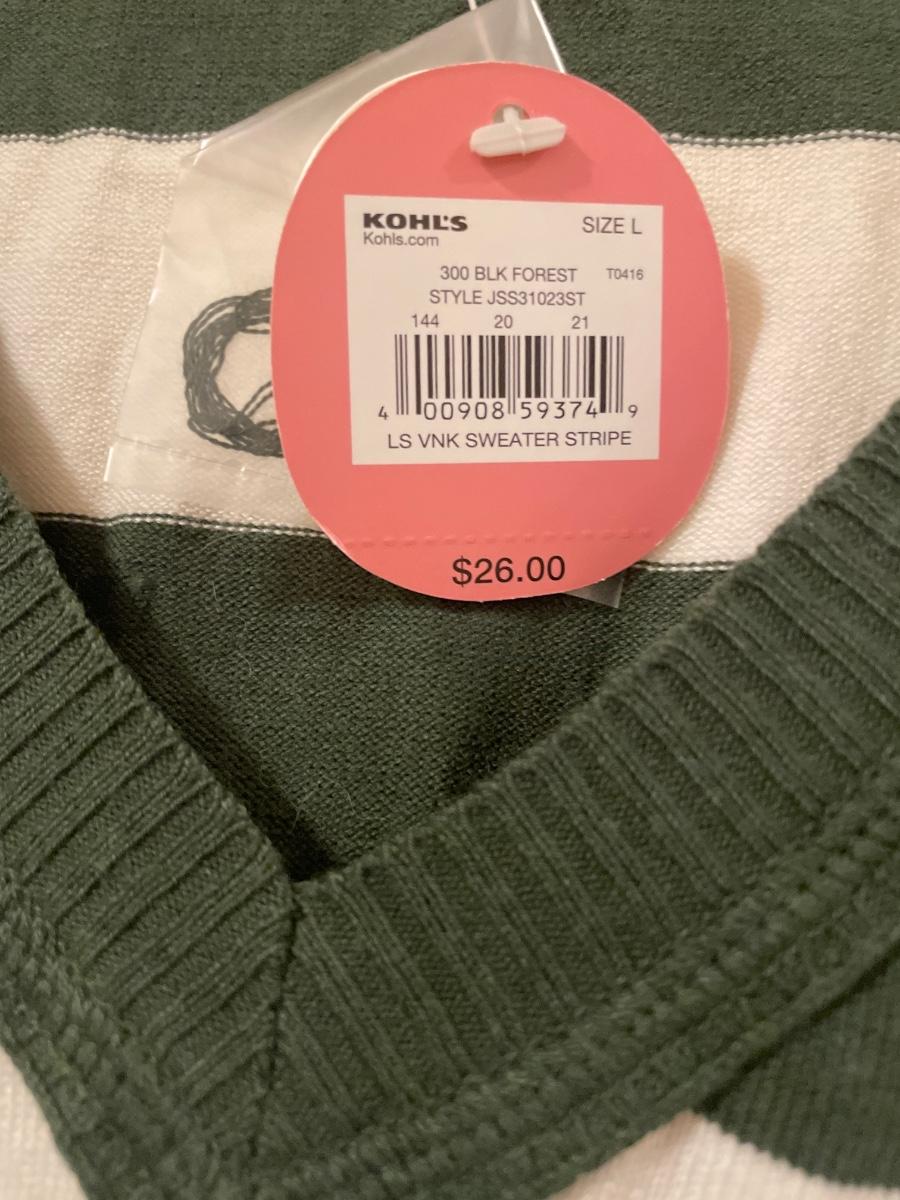 KOHL'S SIZE L
Kohls.com
300 BLK FOREST T0416
STYLE JSS31023ST
144 20 21
4 00908 59374 9
LS VNK SWEATER STRIPE
$26.00